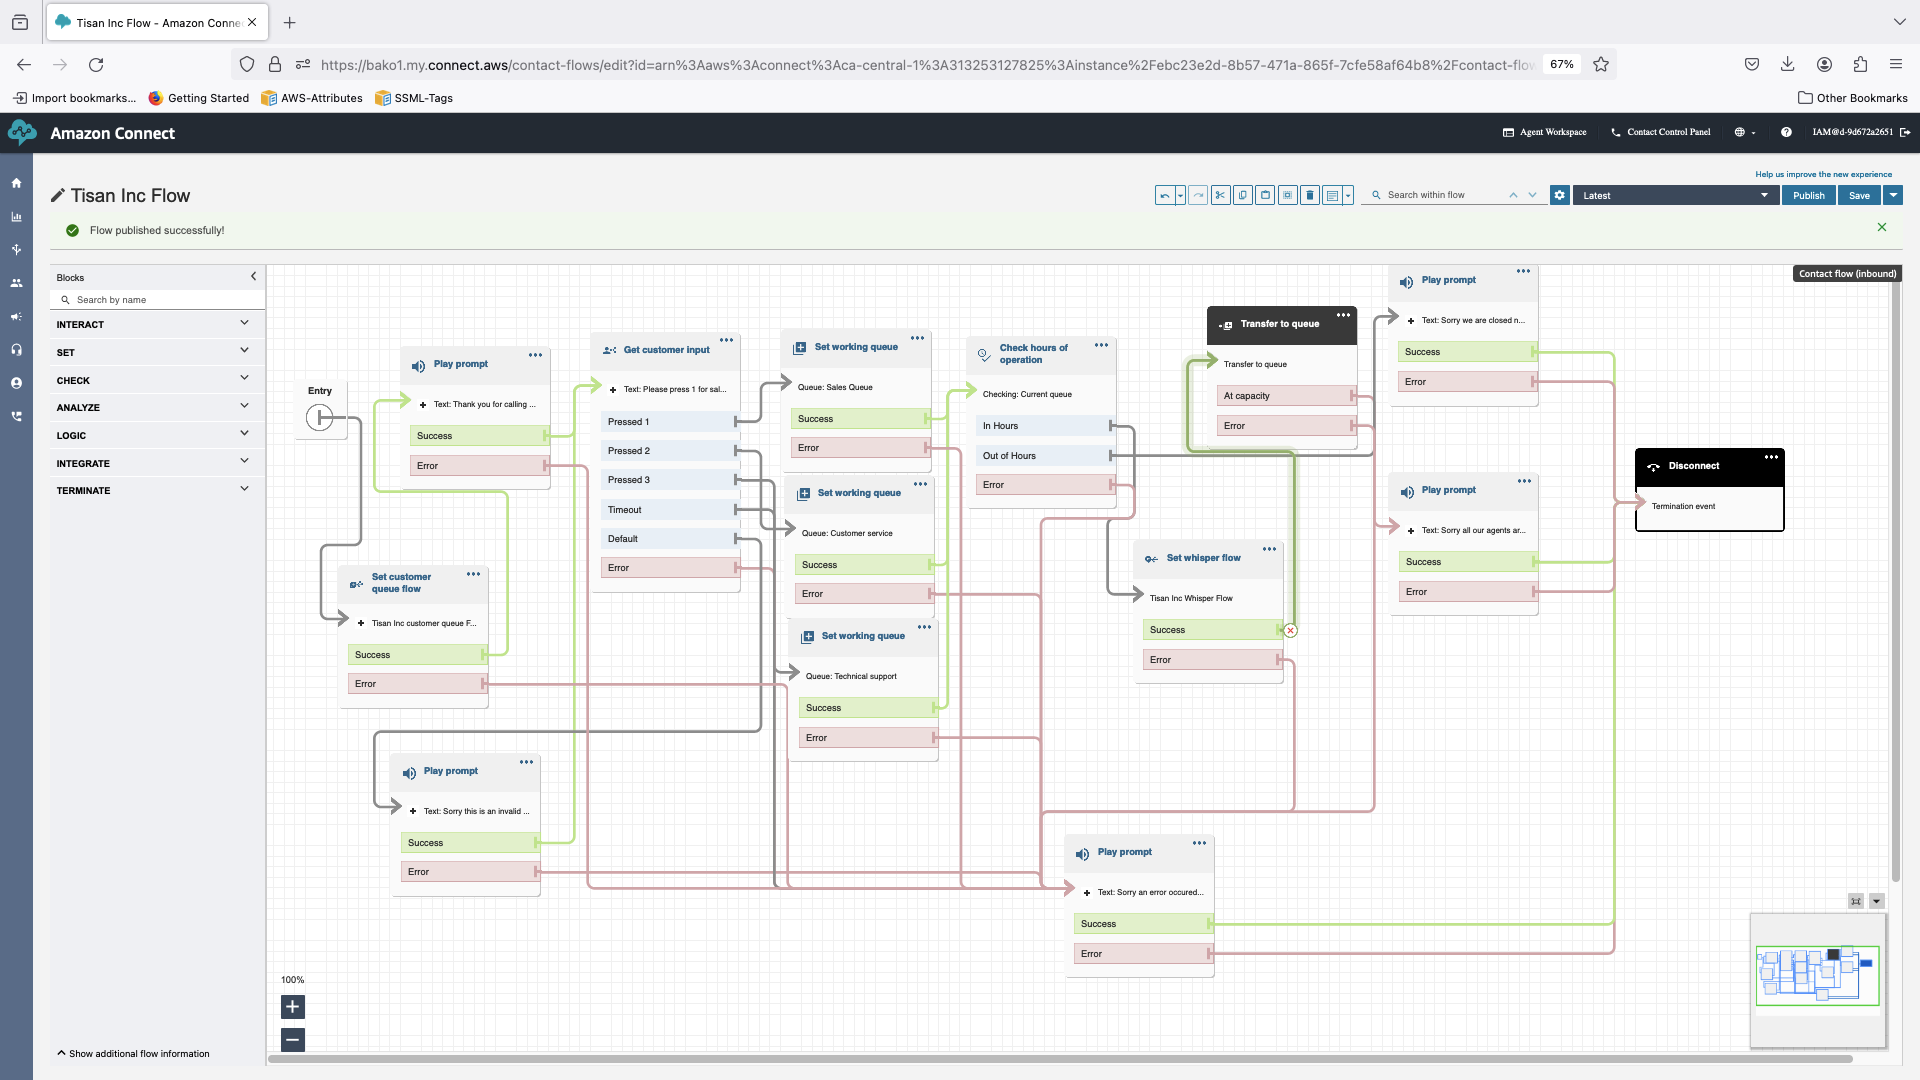 Tisan Inc Flow - Amazon Conne
https://bako1.my.connect.aws/contact-flows/edit?id=arn%3Aaws%3Aconnect%3Aca-central-1%3A313253127825%3Ainstance%2Febc23e2d-8b57-471a-865f-7cfe58af64b8%2Fcontact-flow
67%
Import bookmarks...
Getting Started
AWS-Attributes
SSML-Tags
Other Bookmarks
Amazon Connect
Agent Workspace
Contact Control Panel
IAM@d-9d672a2651
Help us improve the new experience
Tisan Inc Flow
Search within flow
Latest
Publish
Save
Flow published successfully!
Blocks
Search by name
INTERACT
SET
CHECK
ANALYZE
LOGIC
INTEGRATE
TERMINATE
Show additional flow information
Contact flow (inbound)
Entry
Set customer queue flow
Tisan Inc customer queue F...
Success
Error
Play prompt
Text: Thank you for calling ...
Success
Error
Play prompt
Text: Sorry this is an invalid ...
Success
Error
Get customer input
Text: Please press 1 for sal...
Pressed 1
Pressed 2
Pressed 3
Timeout
Default
Error
Set working queue
Queue: Sales Queue
Success
Error
Set working queue
Queue: Customer service
Success
Error
Set working queue
Queue: Technical support
Success
Error
Check hours of operation
Checking: Current queue
In Hours
Out of Hours
Error
Set whisper flow
Tisan Inc Whisper Flow
Success
Error
Transfer to queue
Transfer to queue
At capacity
Error
Play prompt
Text: Sorry we are closed n...
Success
Error
Play prompt
Text: Sorry all our agents ar...
Success
Error
Play prompt
Text: Sorry an error occured...
Success
Error
Disconnect
Termination event
100%